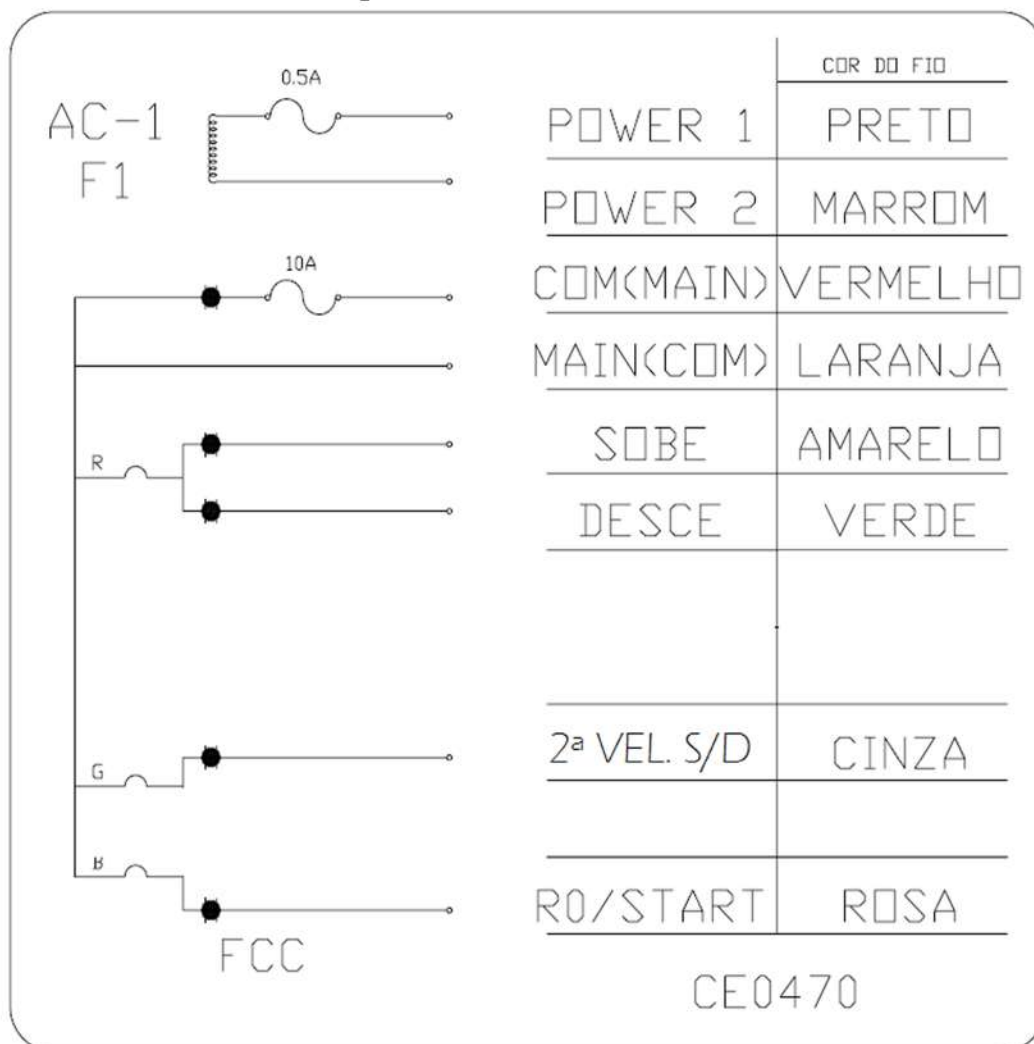 COR DO FIO
0.5A
AC-1
F1
POWER 1 PRETO
POWER 2 MARROM
10A
COM(MAIN) VERMELHO
MAIN(COM) LARANJA
SOBE AMARELO
R
DESCE VERDE
2ª VEL. S/D CINZA
G
B
R0/START ROSA
FCC
CE0470